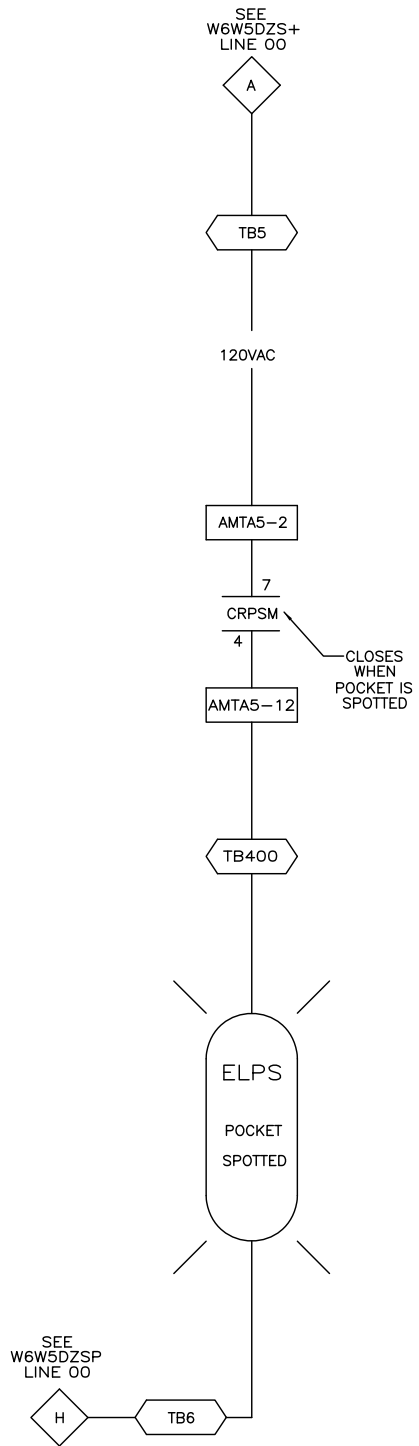 SEE
W6W5DZS+
LINE 00
A
TB5
120VAC
AMTA5-2
7
CRPSM
4
CLOSES
WHEN
POCKET IS
SPOTTED
AMTA5-12
TB400
ELPS
POCKET
SPOTTED
SEE
W6W5DZSP
LINE 00
H
TB6